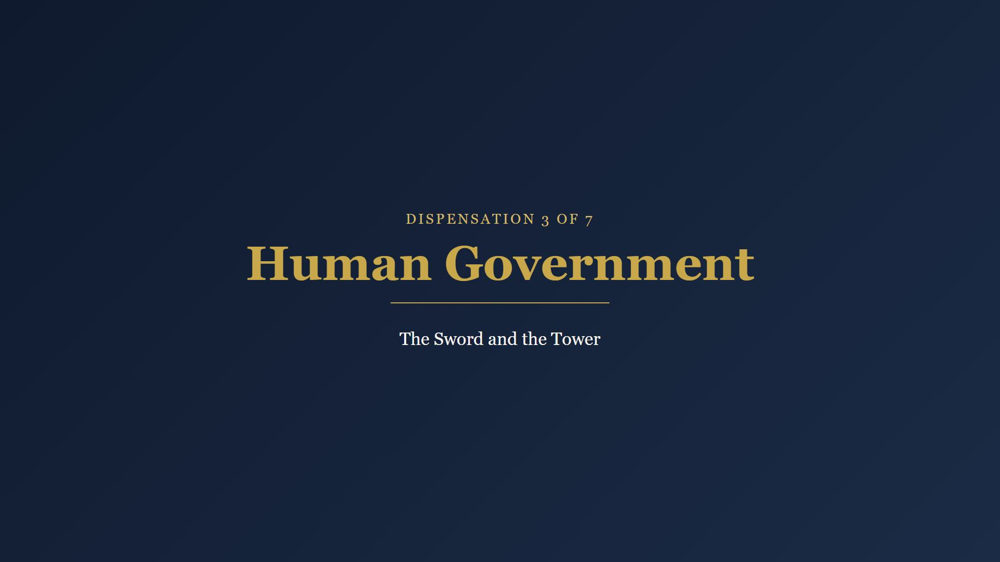 DISPENSATION 3 OF 7
Human Government
The Sword and the Tower